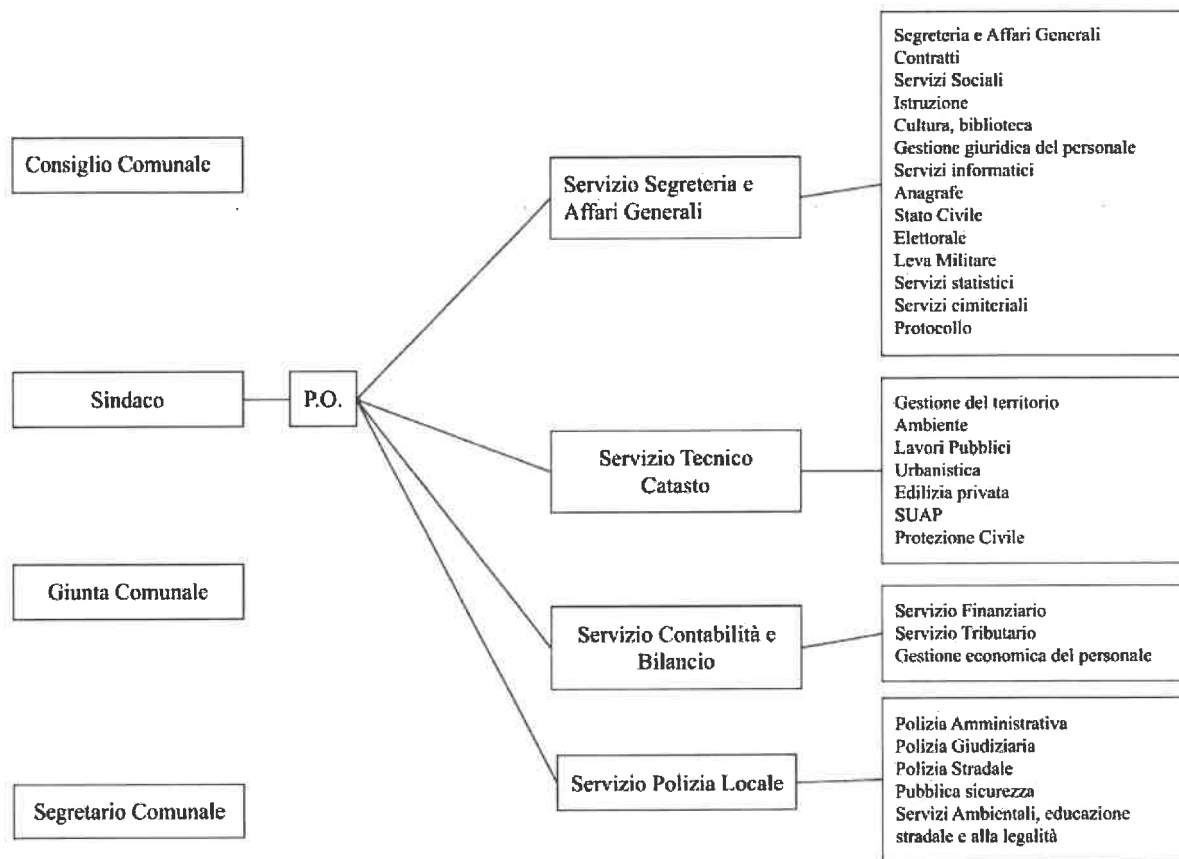 Consiglio Comunale
Sindaco
P.O.
Giunta Comunale
Segretario Comunale
Servizio Segreteria e
Affari Generali
Servizio Tecnico
Catasto
Servizio Contabilità e
Bilancio
Servizio Polizia Locale
Segreteria e Affari Generali
Contratti
Servizi Sociali
Istruzione
Cultura, biblioteca
Gestione giuridica del personale
Servizi informatici
Anagrafe
Stato Civile
Elettorale
Leva Militare
Servizi statistici
Servizi cimiteriali
Protocollo
Gestione del territorio
Ambiente
Lavori Pubblici
Urbanistica
Edilizia privata
SUAP
Protezione Civile
Servizio Finanziario
Servizio Tributario
Gestione economica del personale
Polizia Amministrativa
Polizia Giudiziaria
Polizia Stradale
Pubblica sicurezza
Servizi Ambientali, educazione
stradale e alla legalità